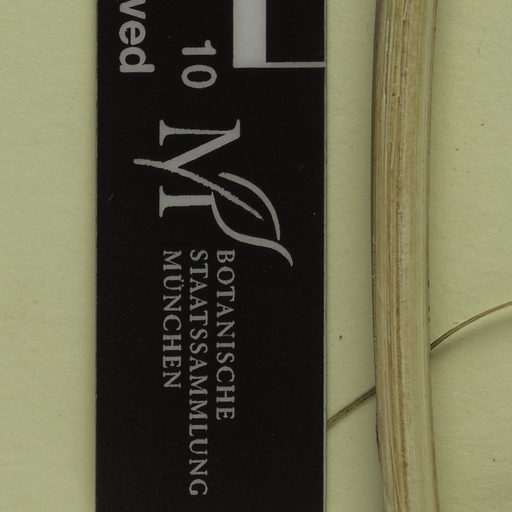 ved
10
M
BOTANISCHE
STAATSSAMMLUNG
MÜNCHEN